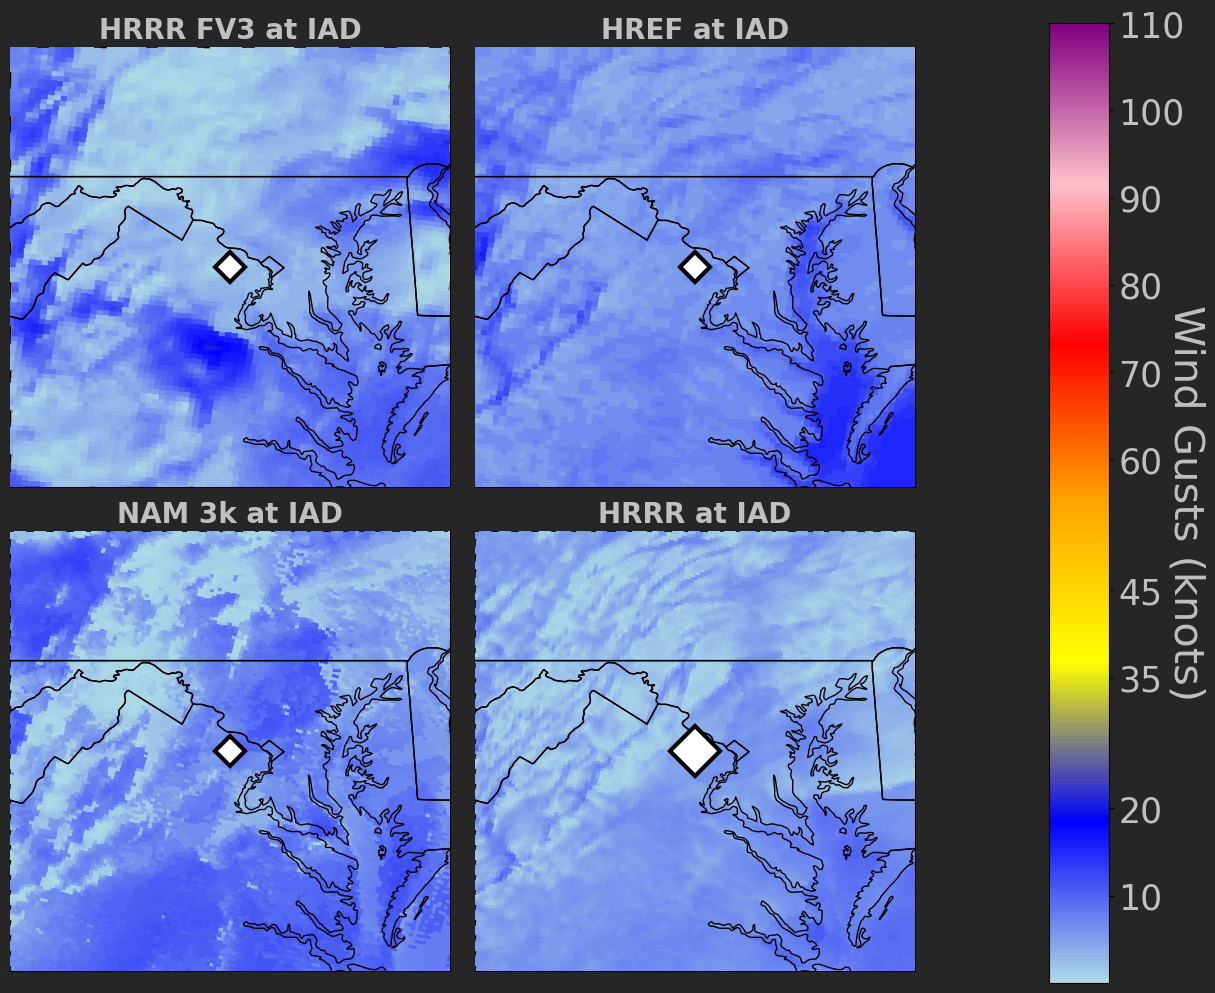 HRRR FV3 at IAD
HREF at IAD
NAM 3k at IAD
HRRR at IAD
110
100
90
80
70
60
45
35
20
10
Wind Gusts (knots)